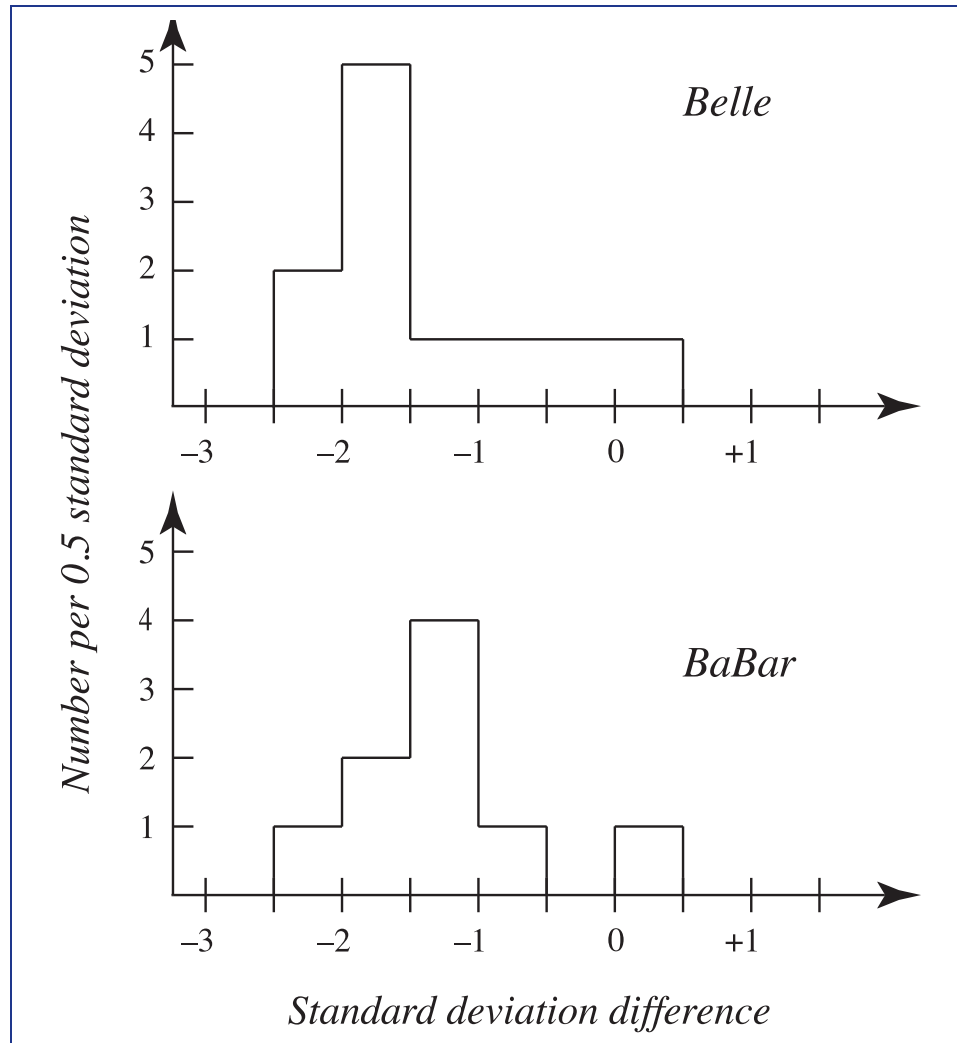 Number per 0.5 standard deviation
5
Belle
4
3
2
1
–3 –2 –1 0 +1
5
4
BaBar
3
2
1
–3 –2 –1 0 +1
Standard deviation difference